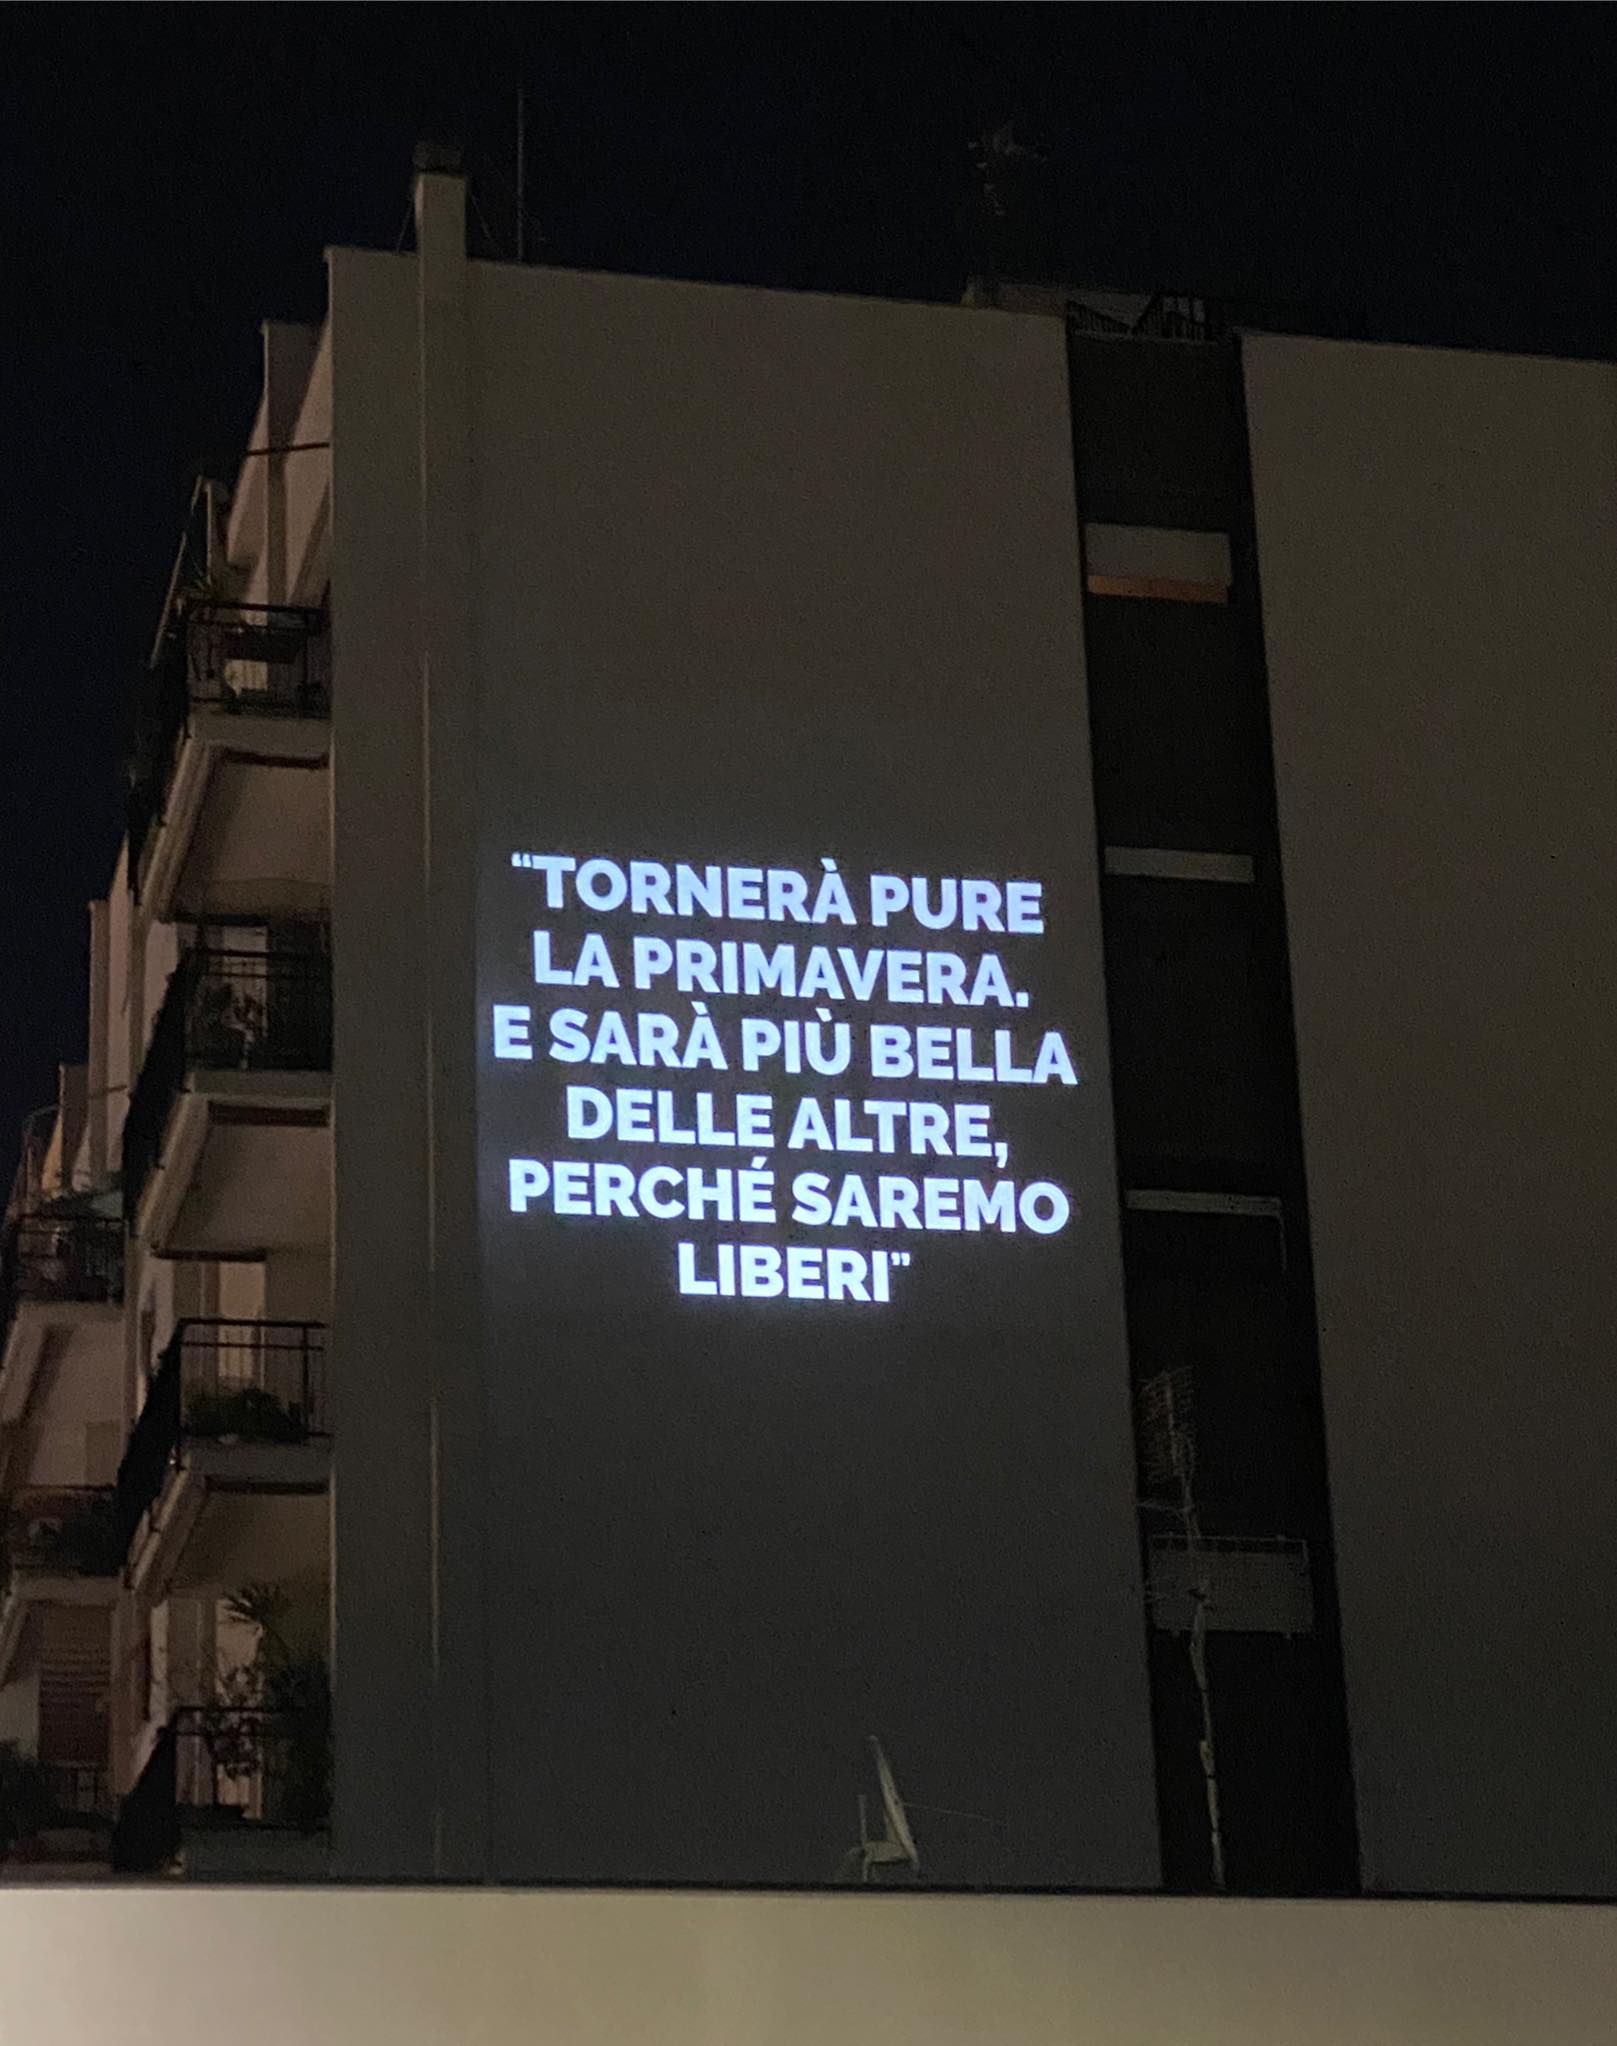 “TORNERÀ PURE
LA PRIMAVERA.
E SARÀ PIÙ BELLA
DELLE ALTRE,
PERCHÉ SAREMO
LIBERI”